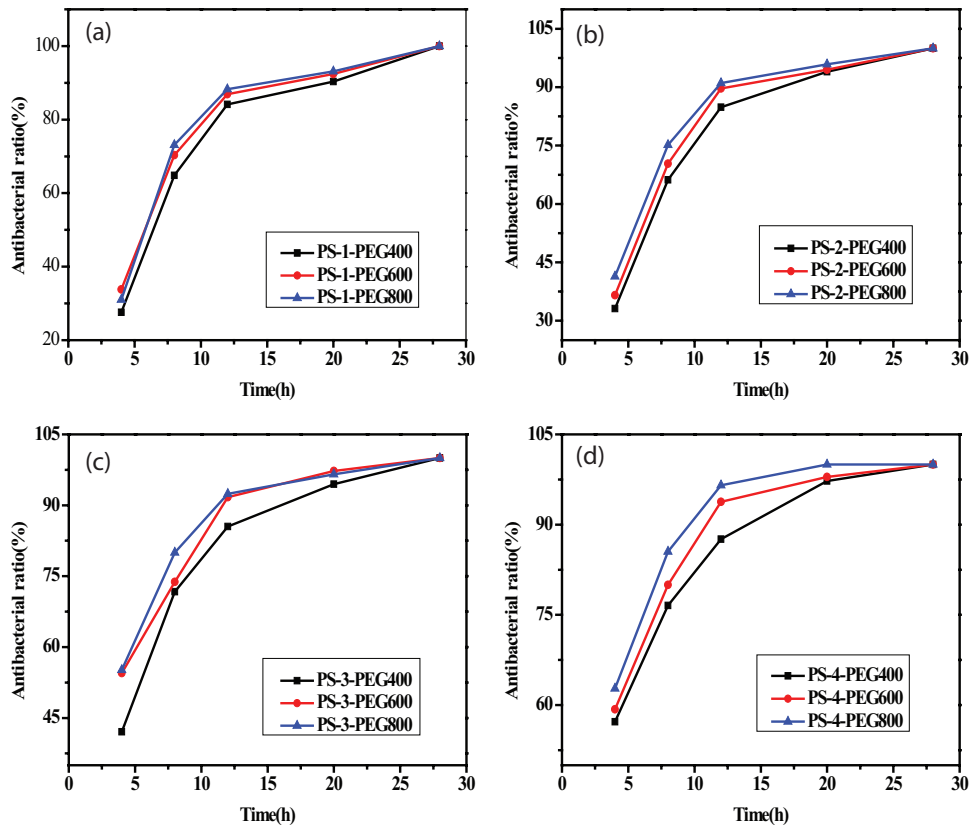 (a)
Antibacterial ratio(%)
100
80
60
40
20
PS-1-PEG400
PS-1-PEG600
PS-1-PEG800
0 5 10 15 20 25 30
Time(h)
(b)
Antibacterial ratio%
105
90
75
60
45
30
PS-2-PEG400
PS-2-PEG600
PS-2-PEG800
0 5 10 15 20 25 30
Time(h)
(c)
Antibacterial ratio(%)
105
90
75
60
45
PS-3-PEG400
PS-3-PEG600
PS-3-PEG800
0 5 10 15 20 25 30
Time(h)
(d)
Antibacterial ratio(%)
105
90
75
60
PS-4-PEG400
PS-4-PEG600
PS-4-PEG800
0 5 10 15 20 25 30
Time(h)